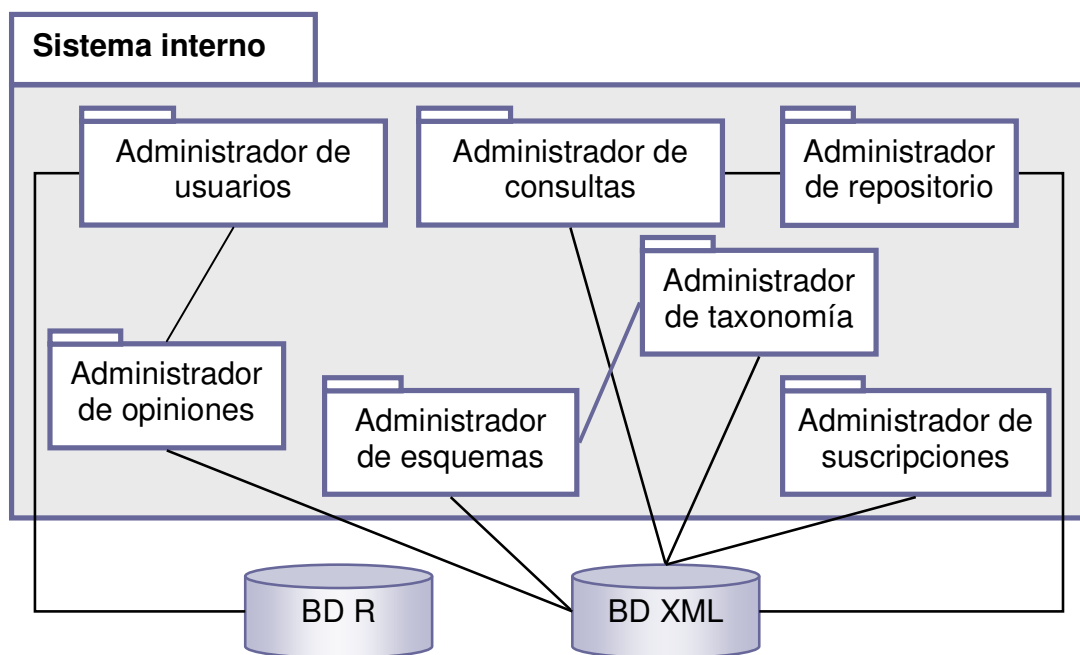 Sistema interno
Administrador de
usuarios
Administrador de
consultas
Administrador
de repositorio
Administrador
de taxonomía
Administrador
de opiniones
Administrador
de esquemas
Administrador de
suscripciones
BD R
BD XML